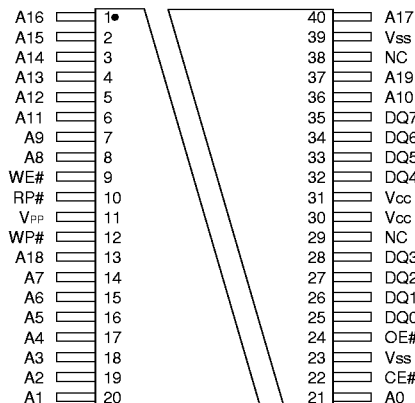 A16 1 40 A17
A15 2 39 Vss
A14 3 38 NC
A13 4 37 A19
A12 5 36 A10
A11 6 35 DQ7
A9 7 34 DQ6
A8 8 33 DQ5
WE# 9 32 DQ4
RP# 10 31 Vcc
VPP 11 30 Vcc
WP# 12 29 NC
A18 13 28 DQ3
A7 14 27 DQ2
A6 15 26 DQ1
A5 16 25 DQ0
A4 17 24 OE#
A3 18 23 Vss
A2 19 22 CE#
A1 20 21 A0